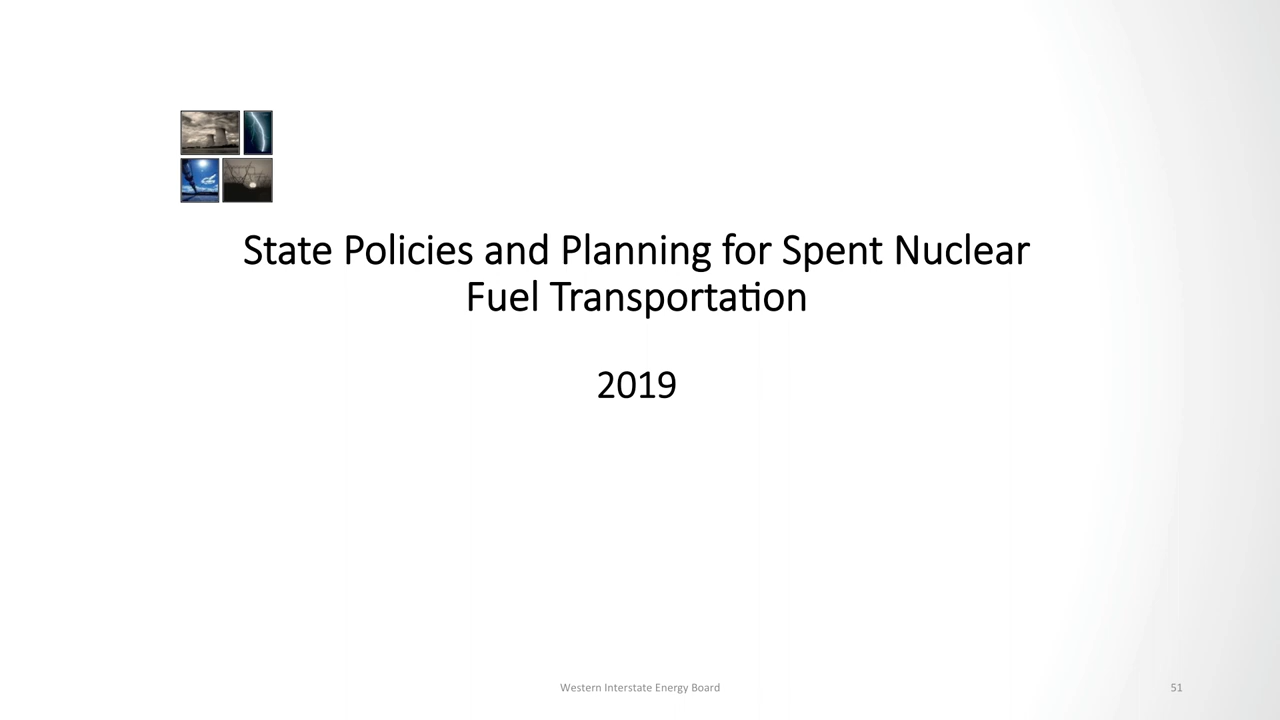 State Policies and Planning for Spent Nuclear
Fuel Transportation
2019
Western Interstate Energy Board
51